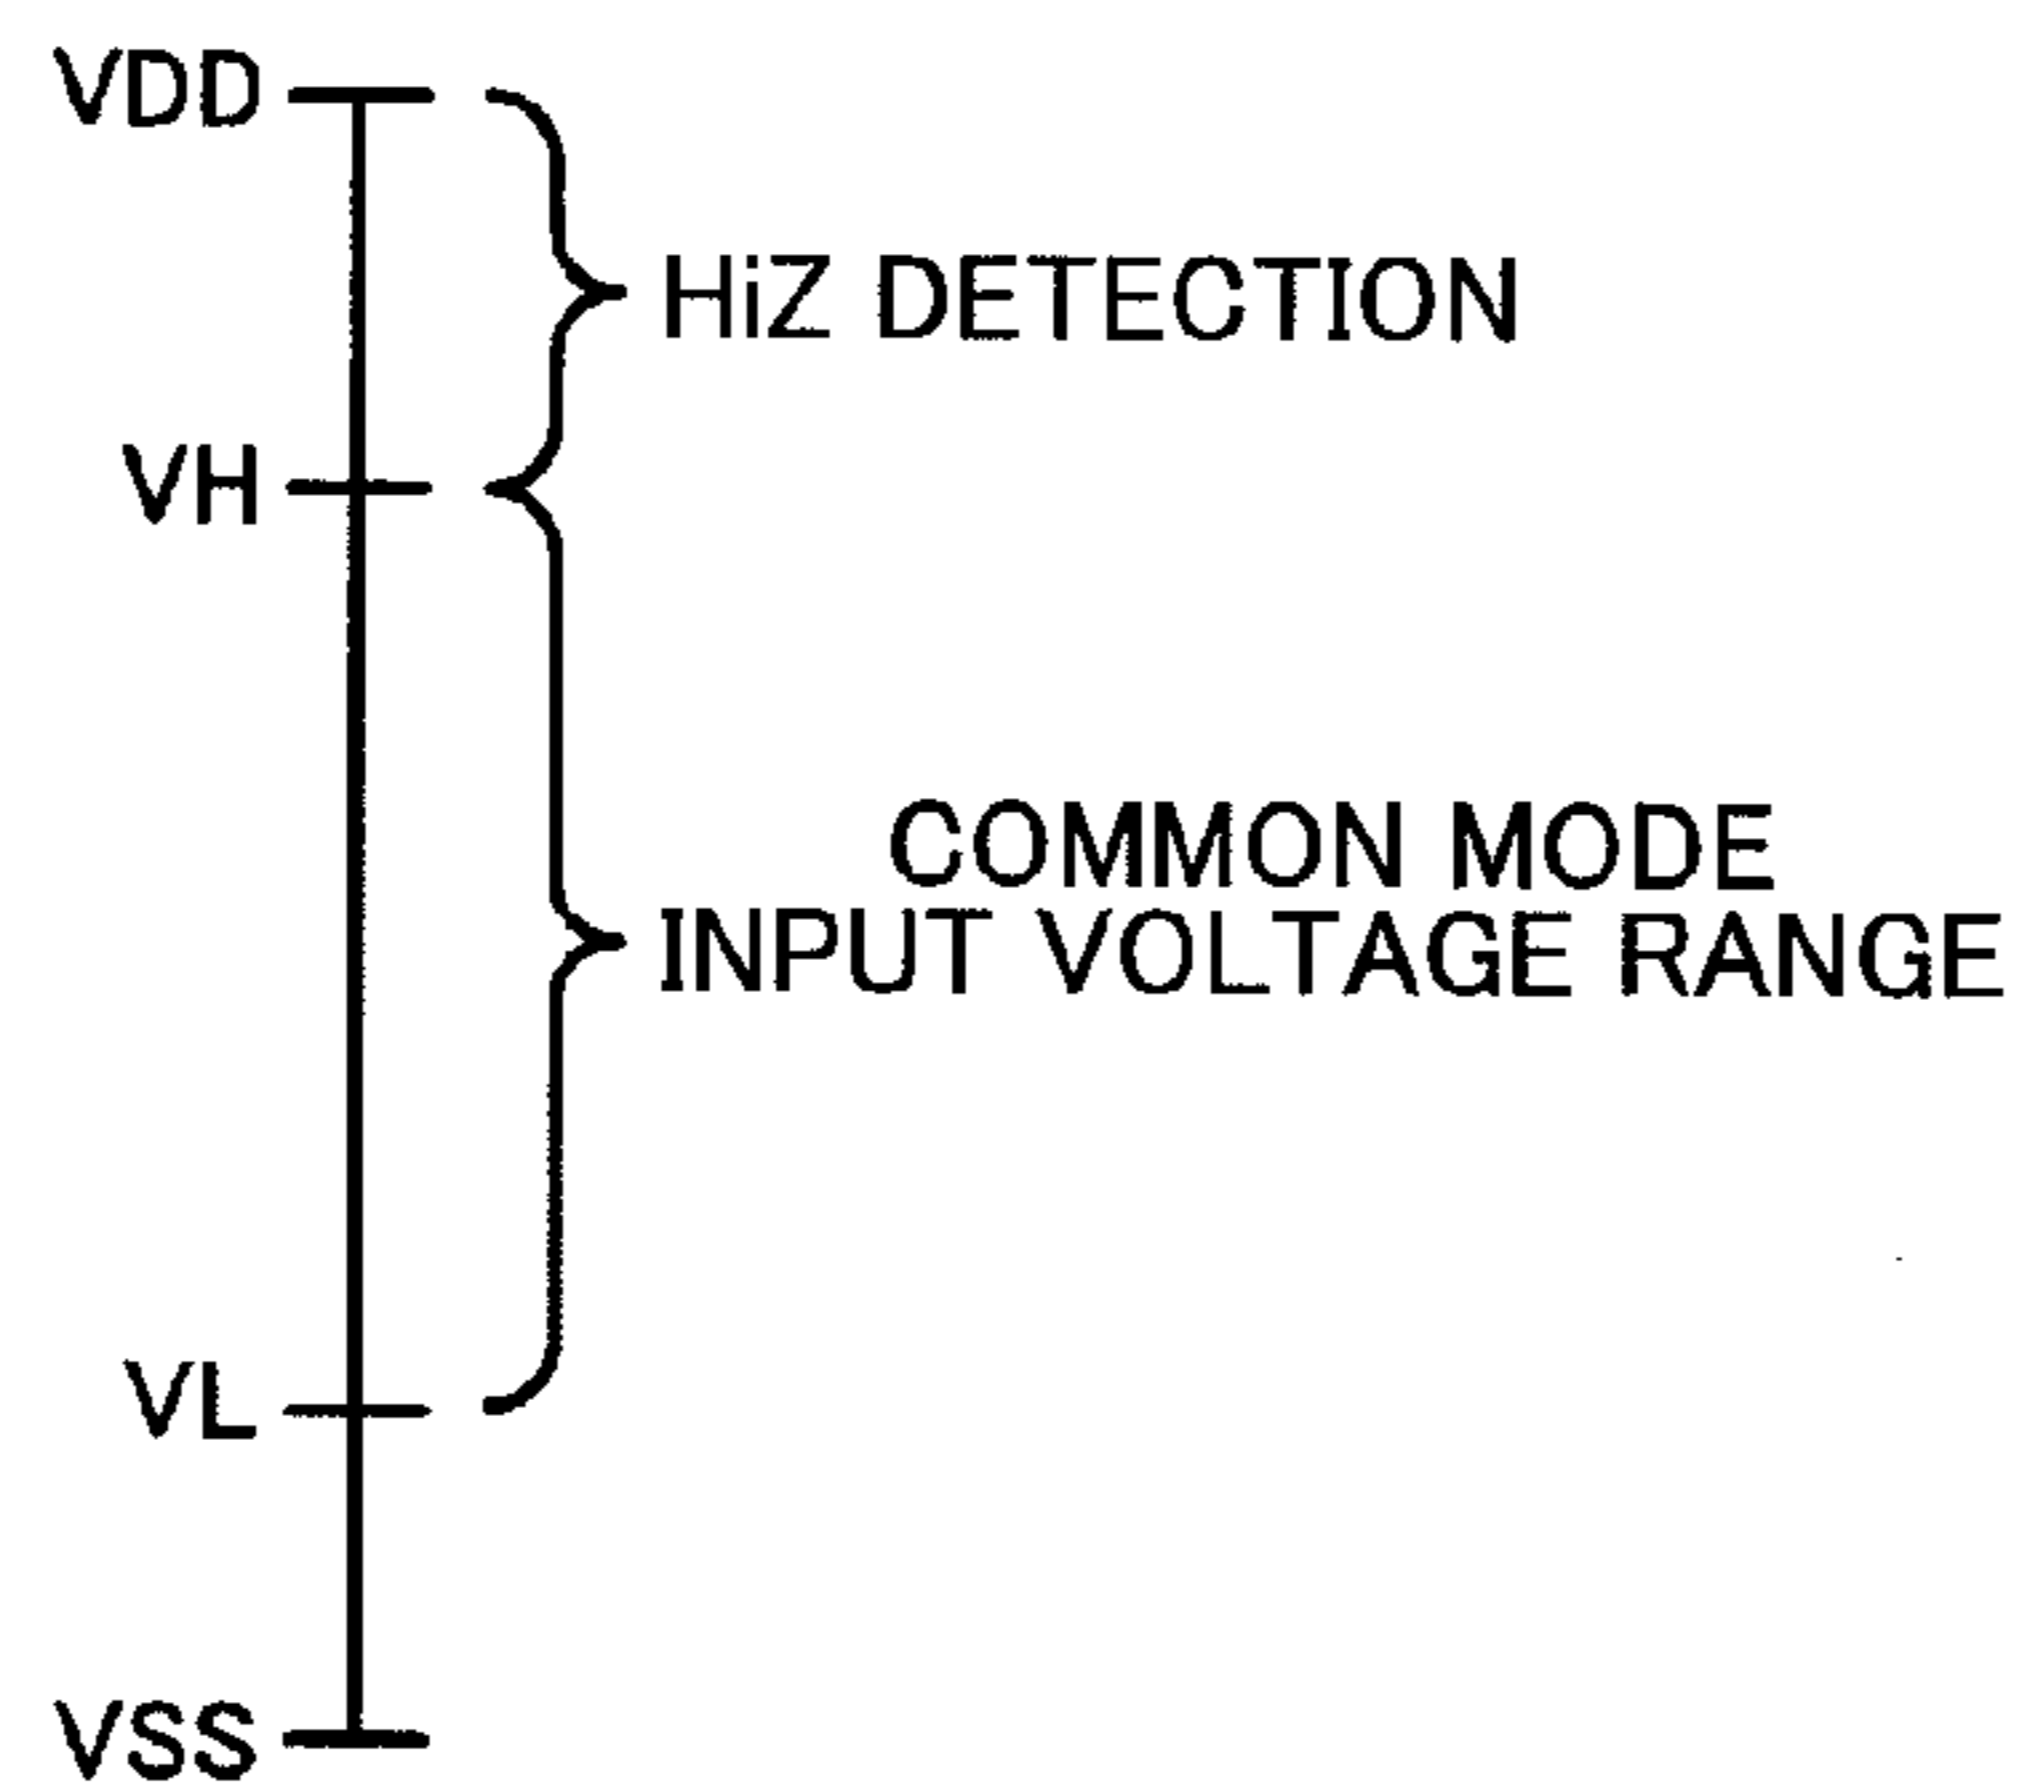 VDD
HiZ DETECTION
VH
COMMON MODE
INPUT VOLTAGE RANGE
VL
VSS